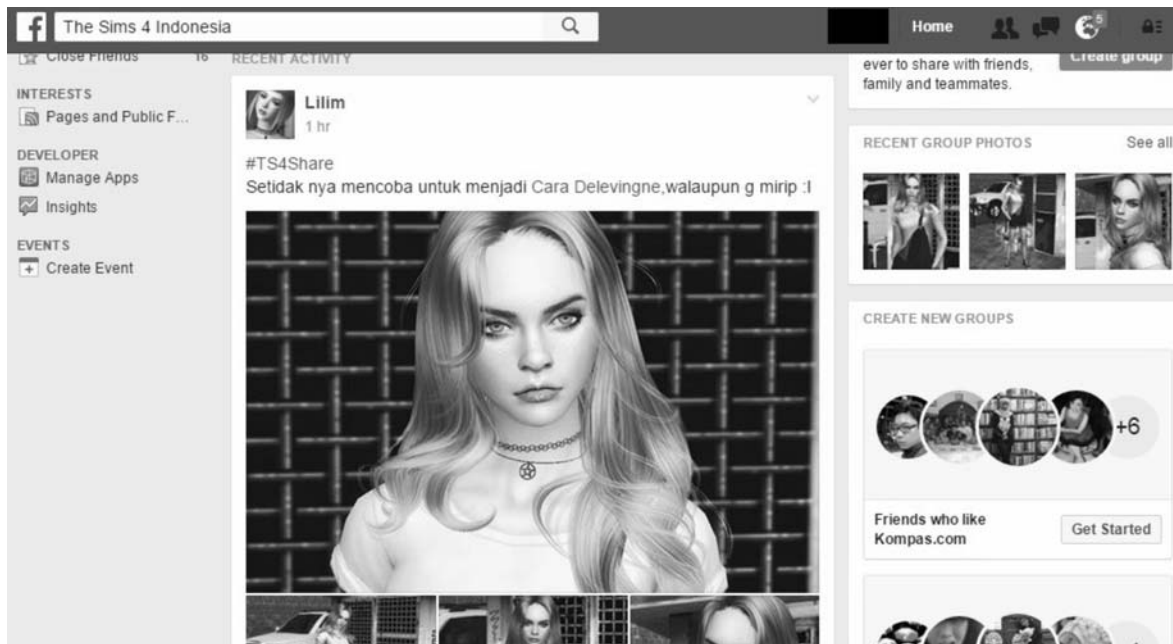 f The Sims 4 Indonesia
Home
5
Close Friends 16
INTERESTS
Pages and Public F...
DEVELOPER
Manage Apps
Insights
EVENTS
Create Event
RECENT ACTIVITY
Lilim
1 hr
#TS4Share
Setidak nya mencoba untuk menjadi Cara Delevingne,walaupun g mirip :l
ever to share with friends,
family and teammates.
Create group
RECENT GROUP PHOTOS See all
CREATE NEW GROUPS
+6
Friends who like
Kompas.com
Get Started